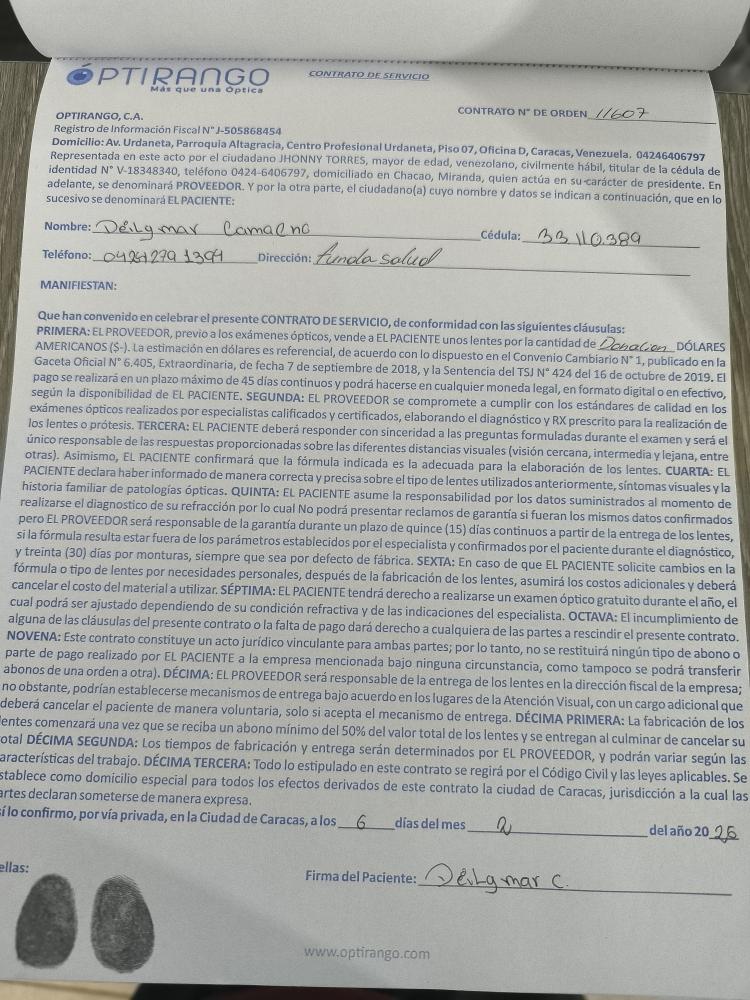 ÓPTIRANGO
Más que una Óptica
CONTRATO DE SERVICIO
CONTRATO N° DE ORDEN 11607
OPTIRANGO, C.A.
Registro de Información Fiscal N° J-505868454
Domicilio: Av. Urdaneta, Parroquia Altagracia, Centro Profesional Urdaneta, Piso 07, Oficina D, Caracas, Venezuela. 04246406797
Representada en este acto por el ciudadano JHONNY TORRES, mayor de edad, venezolano, civilmente hábil, titular de la cédula de
identidad N° V-18348340, teléfono 0424-6406797, domiciliado en Chacao, Miranda, quien actúa en su carácter de presidente. En
adelante, se denominará PROVEEDOR. Y por la otra parte, el ciudadano(a) cuyo nombre y datos se indican a continuación, que en lo
sucesivo se denominará EL PACIENTE:
Nombre: Déilgmar Cédula: 33110.389
Teléfono: Dirección: funda salud
MANIFIESTAN:
Que han convenido en celebrar el presente CONTRATO DE SERVICIO, de conformidad con las siguientes cláusulas:
PRIMERA: EL PROVEEDOR, previo a los exámenes ópticos, vende a EL PACIENTE unos lentes por la cantidad de Donacion DÓLARES
AMERICANOS ($-). La estimación en dólares es referencial, de acuerdo con lo dispuesto en el Convenio Cambiario N° 1, publicado en la
Gaceta Oficial N° 6.405, Extraordinaria, de fecha 7 de septiembre de 2018, y la Sentencia del TSJ N° 424 del 16 de octubre de 2019. El
pago se realizará en un plazo máximo de 45 días continuos y podrá hacerse en cualquier moneda legal, en formato digital o en efectivo,
según la disponibilidad de EL PACIENTE. SEGUNDA: EL PROVEEDOR se compromete a cumplir con los estándares de calidad en los
exámenes ópticos realizados por especialistas calificados y certificados, elaborando el diagnóstico y RX prescrito para la realización de
los lentes o prótesis. TERCERA: EL PACIENTE deberá responder con sinceridad a las preguntas formuladas durante el examen y será el
único responsable de las respuestas proporcionadas sobre las diferentes distancias visuales (visión cercana, intermedia y lejana, entre
otras). Asimismo, EL PACIENTE confirmará que la fórmula indicada es la adecuada para la elaboración de los lentes. CUARTA: EL
PACIENTE declara haber informado de manera correcta y precisa sobre el tipo de lentes utilizados anteriormente, síntomas visuales y la
historia familiar de patologías ópticas. QUINTA: EL PACIENTE asume la responsabilidad por los datos suministrados al momento de
realizarse el diagnostico de su refracción por lo cual No podrá presentar reclamos de garantía si fueran los mismos datos confirmados
pero EL PROVEEDOR será responsable de la garantía durante un plazo de quince (15) días continuos a partir de la entrega de los lentes,
si la fórmula resulta estar fuera de los parámetros establecidos por el especialista y confirmados por el paciente durante el diagnóstico,
y treinta (30) días por monturas, siempre que sea por defecto de fábrica. SEXTA: En caso de que EL PACIENTE solicite cambios en la
fórmula o tipo de lentes por necesidades personales, después de la fabricación de los lentes, asumirá los costos adicionales y deberá
cancelar el costo del material a utilizar. SÉPTIMA: EL PACIENTE tendrá derecho a realizarse un examen óptico gratuito durante el año, el
cual podrá ser ajustado dependiendo de su condición refractiva y de las indicaciones del especialista. OCTAVA: El incumplimiento de
alguna de las cláusulas del presente contrato o la falta de pago dará derecho a cualquiera de las partes a rescindir el presente contrato.
NOVENA: Este contrato constituye un acto jurídico vinculante para ambas partes; por lo tanto, no se restituirá ningún tipo de abono o
parte de pago realizado por EL PACIENTE a la empresa mencionada bajo ninguna circunstancia, como tampoco se podrá transferir
abonos de una orden a otra). DÉCIMA: EL PROVEEDOR será responsable de la entrega de los lentes en la dirección fiscal de la empresa;
no obstante, podrían establecerse mecanismos de entrega bajo acuerdo en los lugares de la Atención Visual, con un cargo adicional que
deberá cancelar el paciente de manera voluntaria, solo si acepta el mecanismo de entrega. DÉCIMA PRIMERA: La fabricación de los
lentes comenzará una vez que se reciba un abono mínimo del 50% del valor total de los lentes y se entregan al culminar de cancelar su
total DÉCIMA SEGUNDA: Los tiempos de fabricación y entrega serán determinados por EL PROVEEDOR, y podrán variar según las
aracterísticas del trabajo. DÉCIMA TERCERA: Todo lo estipulado en este contrato se regirá por el Código Civil y las leyes aplicables. Se
stablece como domicilio especial para todos los efectos derivados de este contrato la ciudad de Caracas, jurisdicción a la cual las
artes declaran someterse de manera expresa.
sí lo confirmo, por vía privada, en la Ciudad de Caracas, a los 6 días del mes 2 del año 2026
ellas:
Firma del Paciente: Déilgmar C.
www.optirango.com